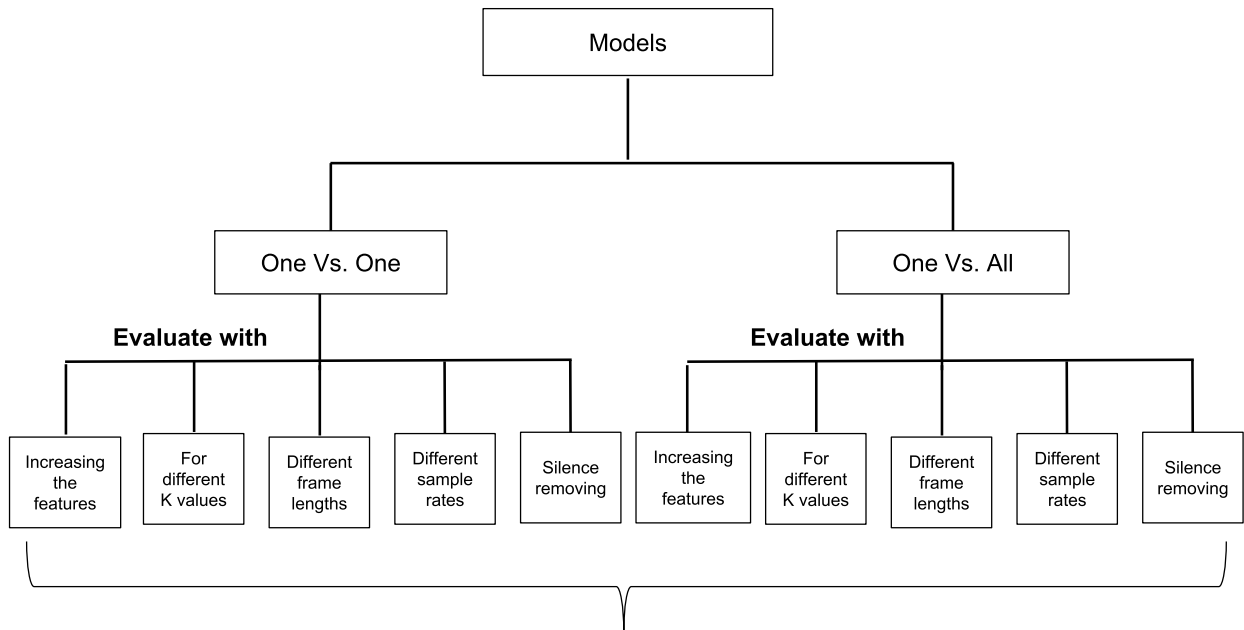 Models
One Vs. One
One Vs. All
Evaluate with
Evaluate with
Increasing
the
features
For
different
K values
Different
frame
lengths
Different
sample
rates
Silence
removing
Increasing
the
features
For
different
K values
Different
frame
lengths
Different
sample
rates
Silence
removing